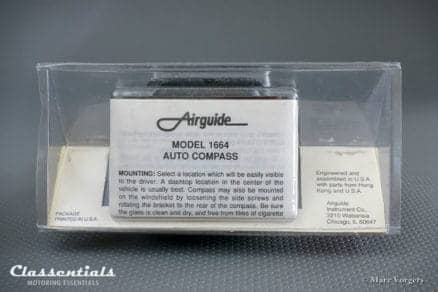 Airguide
MODEL 1664
AUTO COMPASS
MOUNTING: Select a location which will be easily visible
to the driver. A dashtop location in the center of the
vehicle is usually best. Compass may also be mounted
on the windshield by loosening the side screws and
rotating the bracket to the rear of the compass. Be sure
the glass is clean and dry, and free from films of cigarette
PACKAGE
PRINTED IN U.S.A.
Engineered and
assembled in U.S.A.
with parts from Hong
Kong and U.S.A.
Airguide
Instrument Co.
2210 Wabansia
Chicago, IL 60647
Classentials
MOTORING ESSENTIALS
© Marc Vorgers